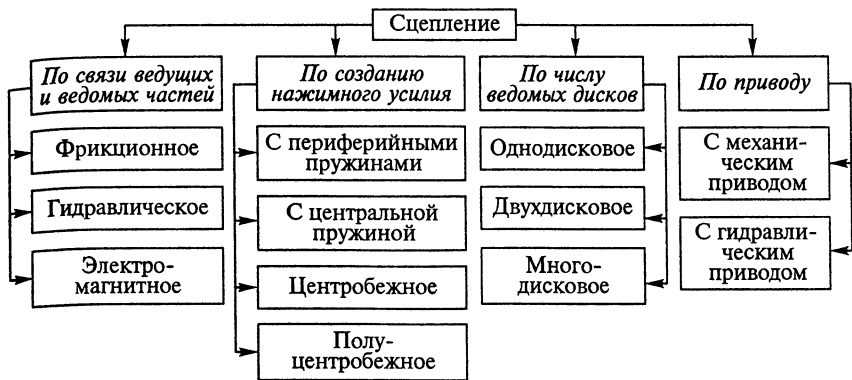 Сцепление
По связи ведущих
и ведомых частей
Фрикционное
Гидравлическое
Электро-
магнитное
По созданию
нажимного усилия
С периферийными
пружинами
С центральной
пружиной
Центробежное
Полу-
центробежное
По числу
ведомых дисков
Однодисковое
Двухдисковое
Много-
дисковое
По приводу
С механи-
ческим
приводом
С гидравли-
ческим
приводом